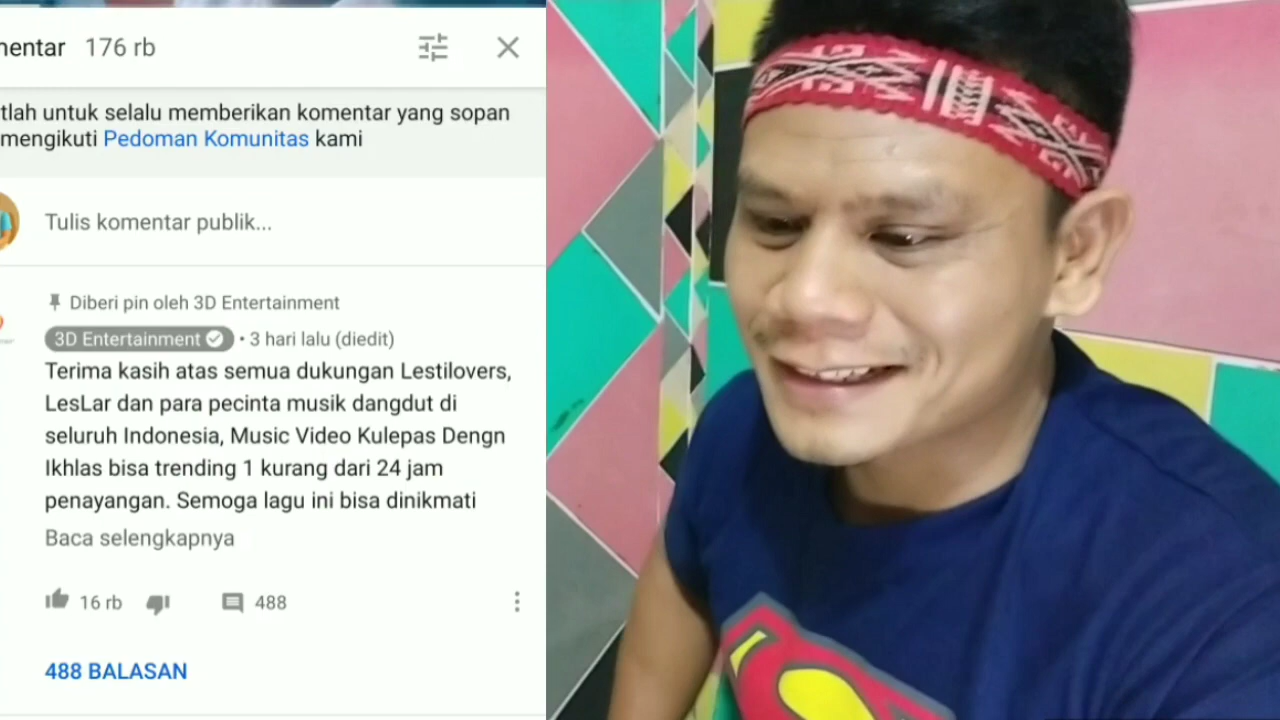 mentar 176 rb
tlah untuk selalu memberikan komentar yang sopan
mengikuti Pedoman Komunitas kami
Tulis komentar publik...
Diberi pin oleh 3D Entertainment
3D Entertainment • 3 hari lalu (diedit)
Terima kasih atas semua dukungan Lestilovers,
LesLar dan para pecinta musik dangdut di
seluruh Indonesia, Music Video Kulepas Dengn
Ikhlas bisa trending 1 kurang dari 24 jam
penayangan. Semoga lagu ini bisa dinikmati
Baca selengkapnya
16 rb 488
488 BALASAN